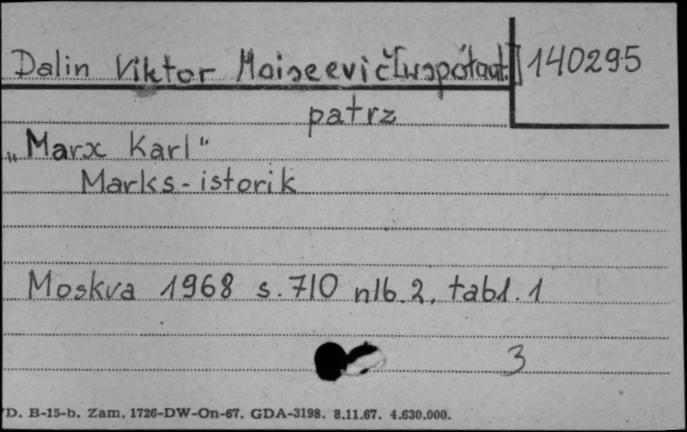 Dalin Viktor Moiseevič [współaut.] 140295
patrz
„Marx Karl"
Marks-istorik
Moskva 1968 s. 710 nlb. 2, tabl. 1
3
D. B-15-b. Zam. 1726-DW-On-67. GDA-3198. 8.11.67. 4.630.000.